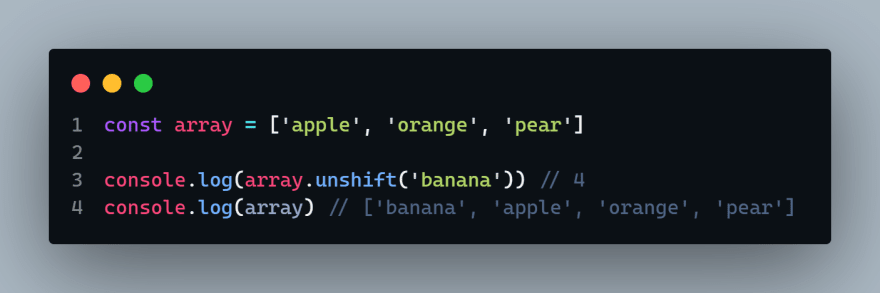 1 const array = ['apple', 'orange', 'pear']
2
3 console.log(array.unshift('banana')) // 4
4 console.log(array) // ['banana', 'apple', 'orange', 'pear']